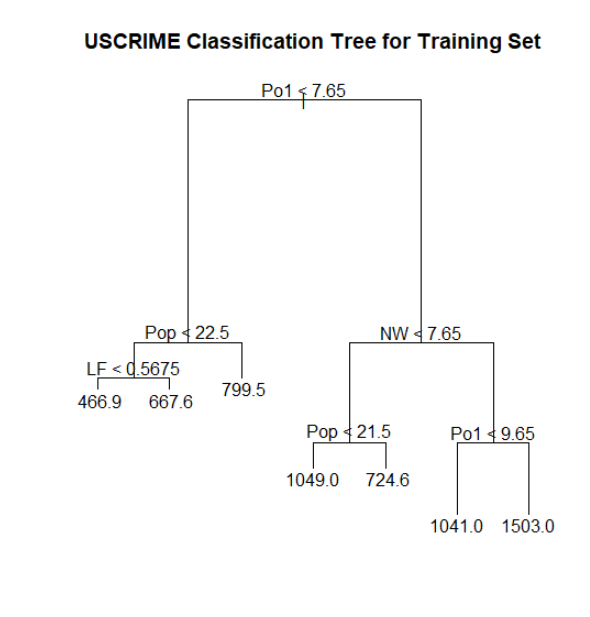 USCRIME Classification Tree for Training Set
Po1 < 7.65
Pop < 22.5
NW < 7.65
LF < 0.5675
799.5
466.9
667.6
Pop < 21.5
Po1 < 9.65
1049.0
724.6
1041.0
1503.0